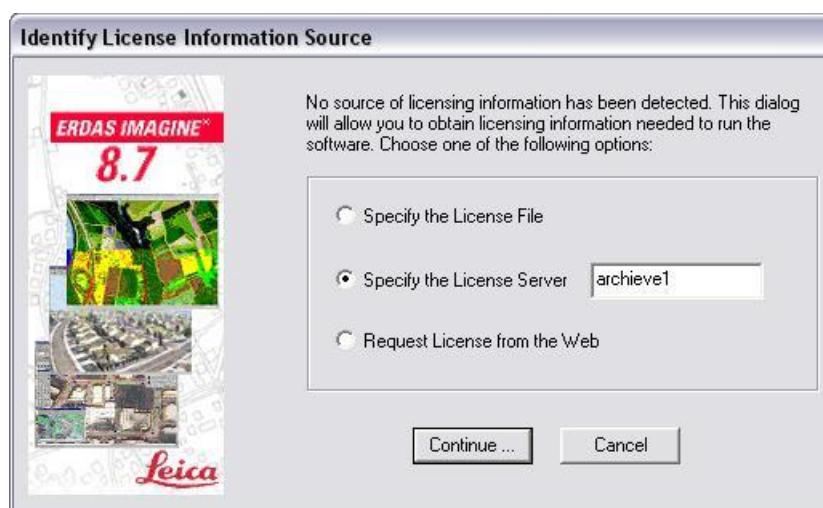 Identify License Information Source
ERDAS IMAGINE®
8.7
No source of licensing information has been detected. This dialog
will allow you to obtain licensing information needed to run the
software. Choose one of the following options:
Specify the License File
Specify the License Server archieve1
Request License from the Web
Continue ... Cancel
Leica